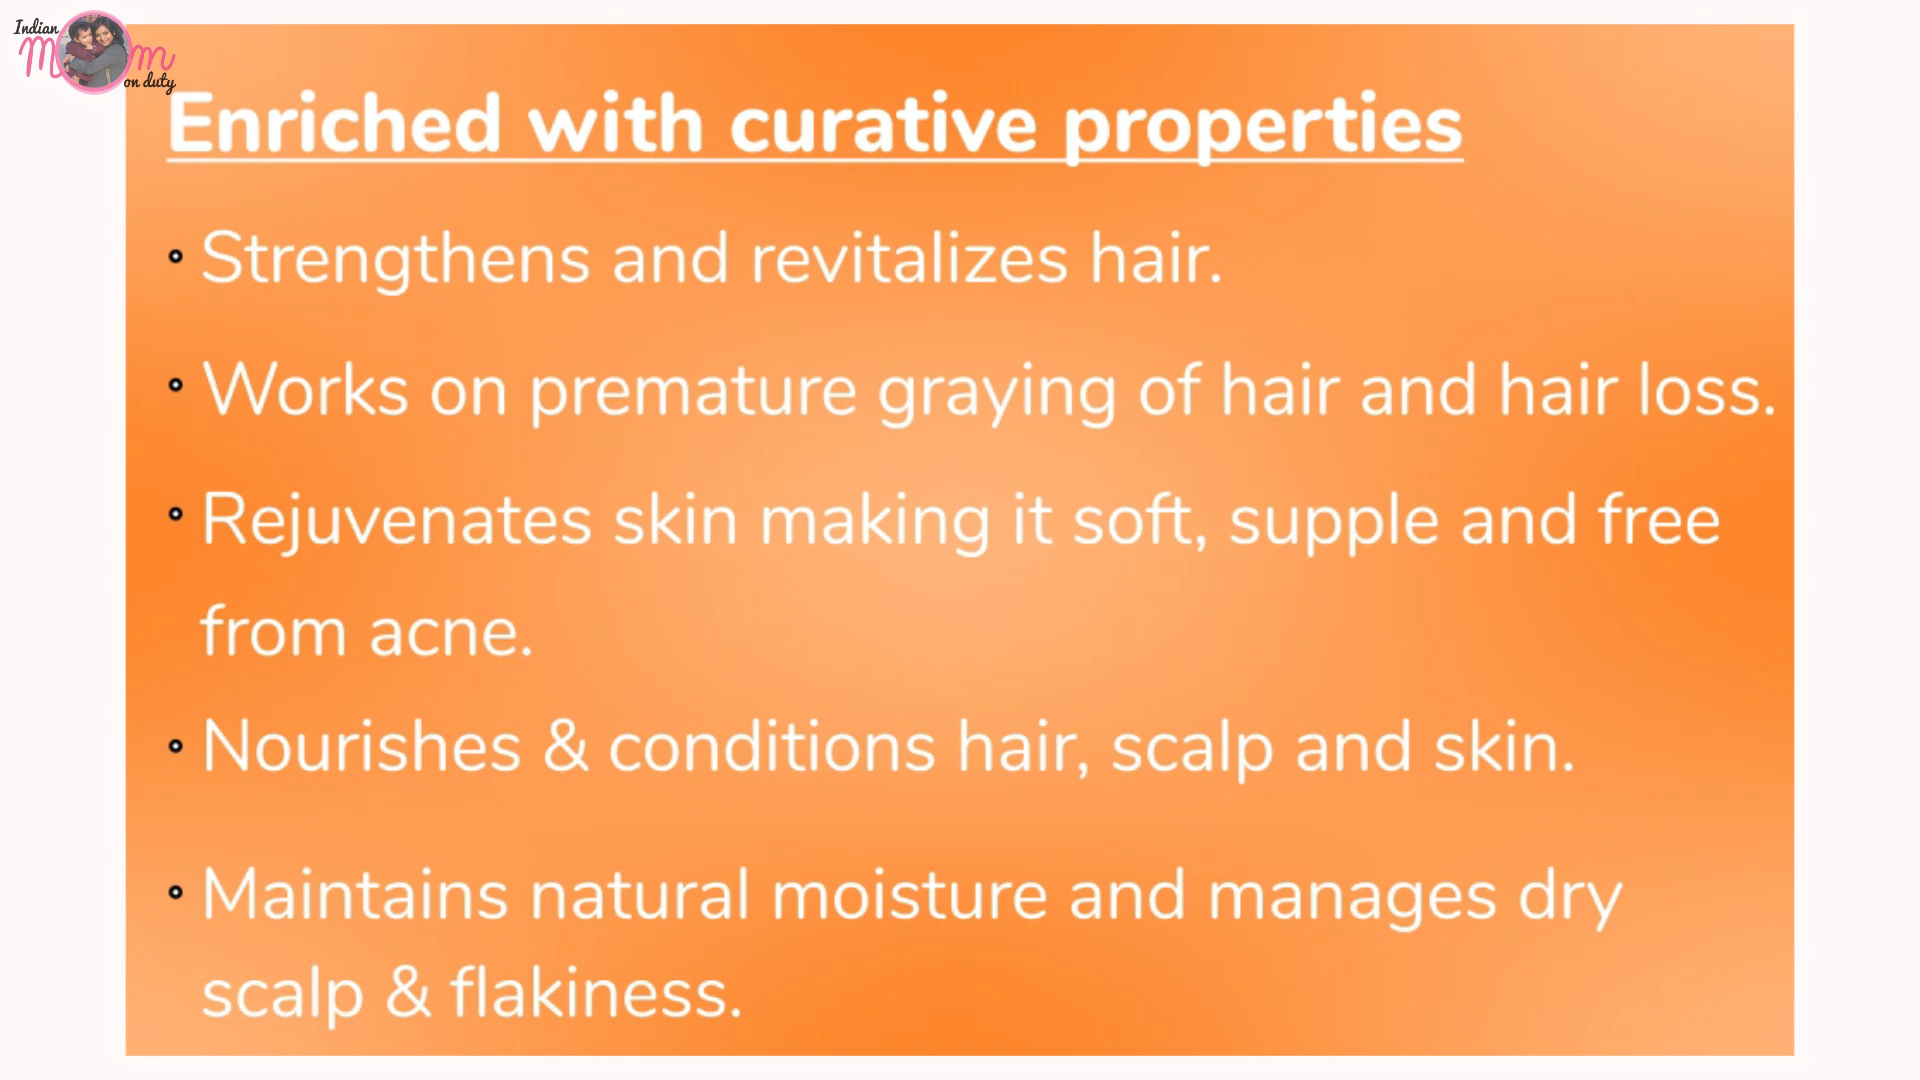 Indian
Mom
on duty
Enriched with curative properties
Strengthens and revitalizes hair.
Works on premature graying of hair and hair loss.
Rejuvenates skin making it soft, supple and free
from acne.
Nourishes & conditions hair, scalp and skin.
Maintains natural moisture and manages dry
scalp & flakiness.